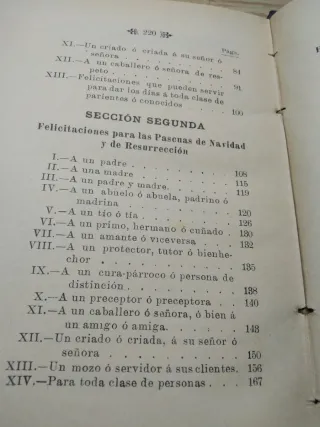 220
Págs.
XI.—Un criado ó criada á su señor ó
señora . . . . . . . . 84
XII.—A un caballero ó señora de res-
peto . . . . . . . . 91
XIII.—Felicitaciones que pueden servir
para dar los dias á toda clase de
parientes ó conocidos . . . . 100
SECCIÓN SEGUNDA
Felicitaciones para las Pascuas de Navidad
y de Resurrección
I.—A un padre . . . . . . 108
II.—A una madre . . . . . . 115
III.—A un padre y madre . . . . 119
IV.—A un abuelo ó abuela, padrino ó
madrina . . . . . . . 120
V.—A un tío ó tía . . . . . . 126
VI.—A un primo, hermano ó cuñado . 130
VII.—A un amante ó viceversa . . . 132
VIII.—A un protector, tutor ó bienhe-
chor . . . . . . . . 135
IX.—A un cura-párroco ó persona de
distinción . . . . . . . 138
X.—A un preceptor ó preceptora . . 140
XI.—A un caballero ó señora, ó bién á
un amigo ó amiga . . . . . 143
XII.—Un criado ó criada, á su señor ó
señora . . . . . . . . 150
XIII.—Un mozo ó servidor á sus clientes. 156
XIV.—Para toda clase de personas . . 167